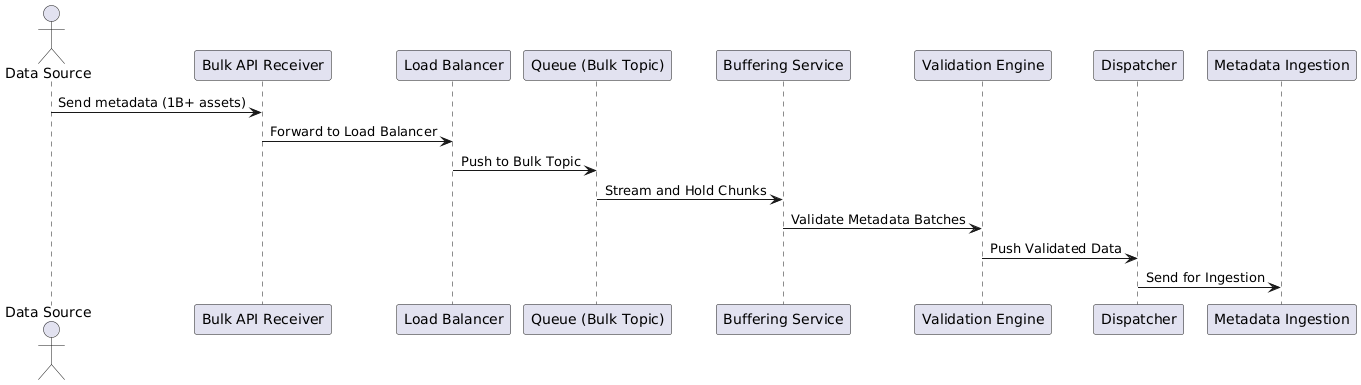 Data Source
Bulk API Receiver
Load Balancer
Queue (Bulk Topic)
Buffering Service
Validation Engine
Dispatcher
Metadata Ingestion
Send metadata (1B+ assets)
Forward to Load Balancer
Push to Bulk Topic
Stream and Hold Chunks
Validate Metadata Batches
Push Validated Data
Send for Ingestion
Data Source
Bulk API Receiver
Load Balancer
Queue (Bulk Topic)
Buffering Service
Validation Engine
Dispatcher
Metadata Ingestion